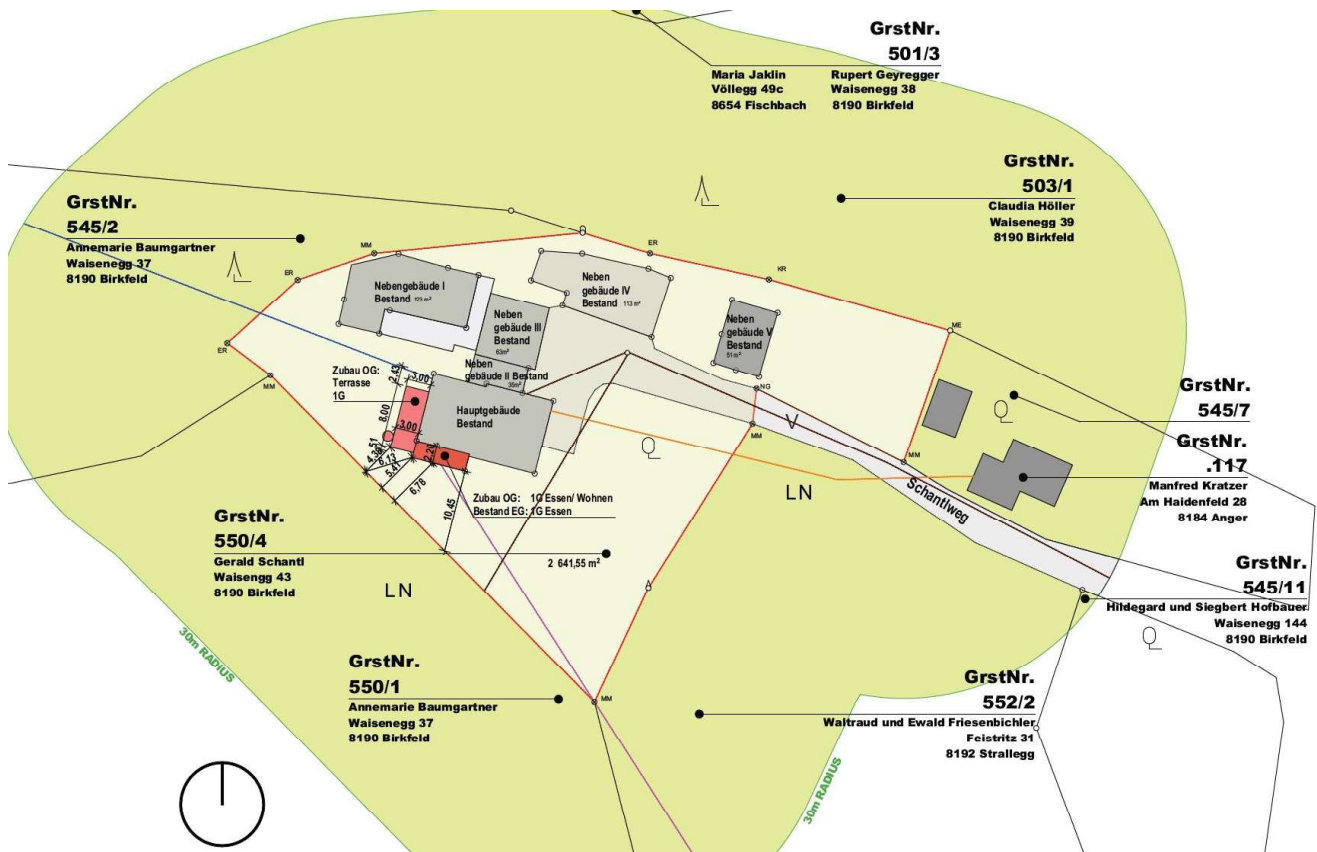 GrstNr.
501/3
Maria Jaklin
Völlegg 49c
8654 Fischbach
Rupert Geyregger
Waisenegg 38
8190 Birkfeld
GrstNr.
503/1
Claudia Höller
Waisenegg 39
8190 Birkfeld
GrstNr.
545/2
Annemarie Baumgartner
Waisenegg 37
8190 Birkfeld
MM
ER
KR
ER
ER
MM
ME
Nebengebäude I
Bestand
Neben
gebäude IV
Bestand 113 m²
Neben
gebäude III
Bestand
63m²
Neben
gebäude V
Bestand
51m²
Neben
gebäude II Bestand
35m²
Zubau OG:
Terrasse
1G
2,43
3,00
8,00
3,00
Hauptgebäude
Bestand
NG
MM
MM
V
2,20
6,73
5,41
6,78
10,45
Zubau OG: 1G Essen/ Wohnen
Bestand EG: 1G Essen
LN
Schantlweg
GrstNr.
545/7
GrstNr.
.117
Manfred Kratzer
Am Haidenfeld 28
8184 Anger
GrstNr.
550/4
Gerald Schantl
Waisengg 43
8190 Birkfeld
2 641,55 m²
LN
A
GrstNr.
545/11
Hildegard und Siegbert Hofbauer
Waisenegg 144
8190 Birkfeld
30m RADIUS
GrstNr.
550/1
Annemarie Baumgartner
Waisenegg 37
8190 Birkfeld
MM
GrstNr.
552/2
Waltraud und Ewald Friesenbichler
Feistritz 31
8192 Strallegg
30m RADIUS